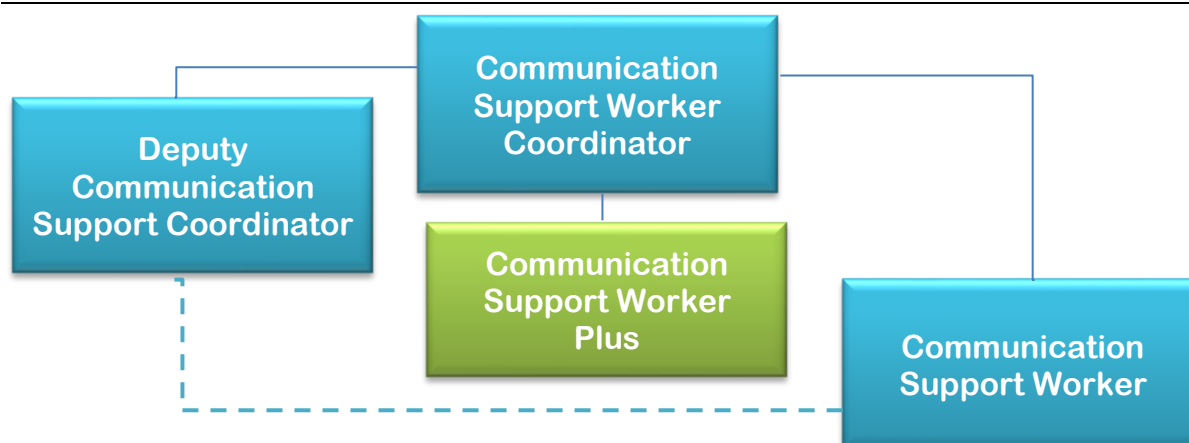 Communication
Support Worker
Coordinator
Deputy
Communication
Support Coordinator
Communication
Support Worker
Plus
Communication
Support Worker